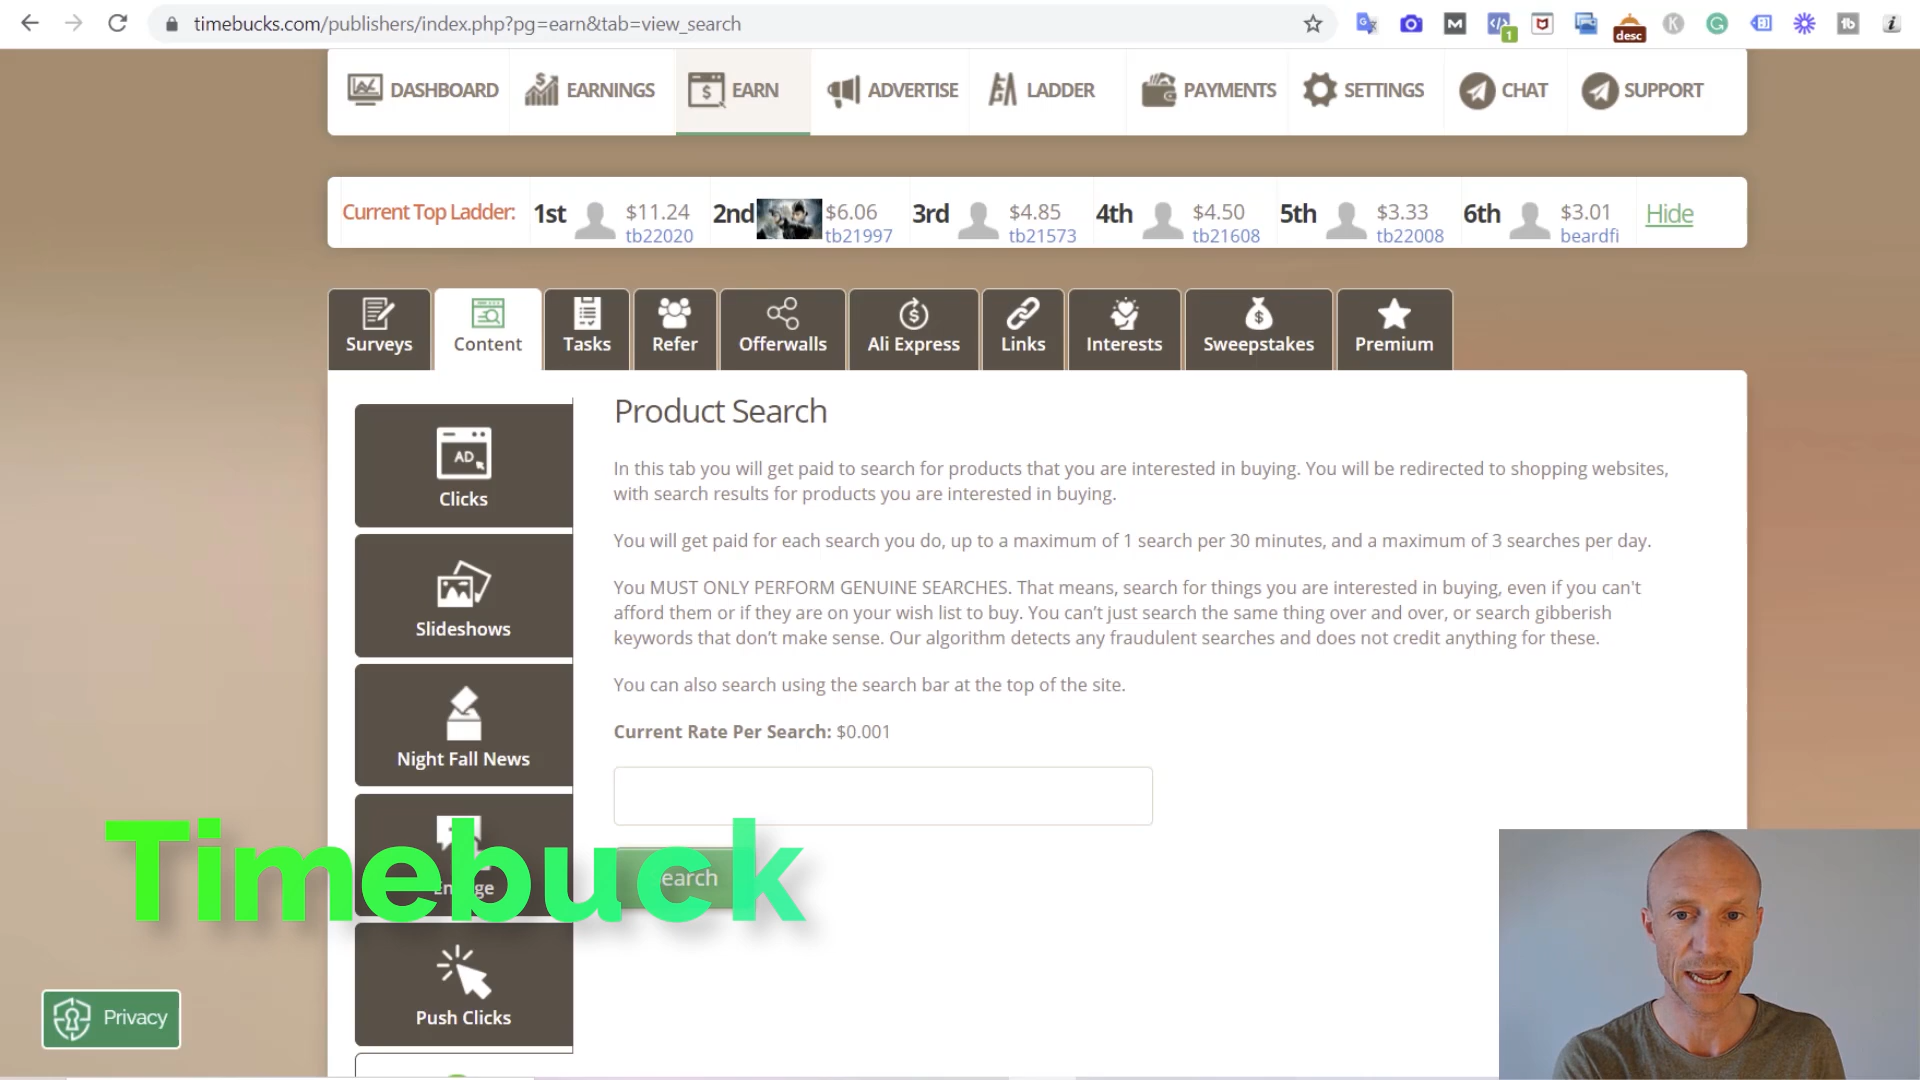 timebucks.com/publishers/index.php?pg=earn&tab=view_search
1
desc
DASHBOARD EARNINGS EARN ADVERTISE LADDER PAYMENTS SETTINGS CHAT SUPPORT
Current Top Ladder: 1st $11.24 2nd $6.06 3rd $4.85 4th $4.50 5th $3.33 6th $3.01 Hide
tb22020 tb21997 tb21573 tb21608 tb22008 beardfi
Surveys Content Tasks Refer Offerwalls Ali Express Links Interests Sweepstakes Premium
Product Search
In this tab you will get paid to search for products that you are interested in buying. You will be redirected to shopping websites,
with search results for products you are interested in buying.
You will get paid for each search you do, up to a maximum of 1 search per 30 minutes, and a maximum of 3 searches per day.
You MUST ONLY PERFORM GENUINE SEARCHES. That means, search for things you are interested in buying, even if you can't
afford them or if they are on your wish list to buy. You can’t just search the same thing over and over, or search gibberish
keywords that don’t make sense. Our algorithm detects any fraudulent searches and does not credit anything for these.
You can also search using the search bar at the top of the site.
Current Rate Per Search: $0.001
AD
Clicks
Slideshows
Night Fall News
Timebuck
Push Clicks
Privacy